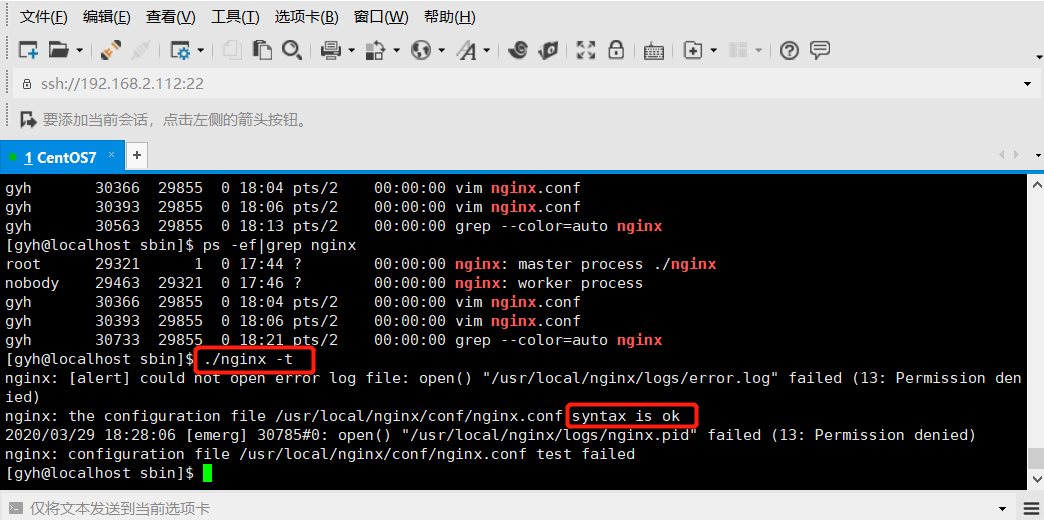 文件(F) 编辑(E) 查看(V) 工具(T) 选项卡(B) 窗口(W) 帮助(H)
ssh://192.168.2.112:22
要添加当前会话，点击左侧的箭头按钮。
1 CentOS7 × +
gyh 30366 29855 0 18:04 pts/2 00:00:00 vim nginx.conf
gyh 30393 29855 0 18:06 pts/2 00:00:00 vim nginx.conf
gyh 30563 29855 0 18:13 pts/2 00:00:00 grep --color=auto nginx
[gyh@localhost sbin]$ ps -ef|grep nginx
root 29321 1 0 17:44 ? 00:00:00 nginx: master process ./nginx
nobody 29463 29321 0 17:46 ? 00:00:00 nginx: worker process
gyh 30366 29855 0 18:04 pts/2 00:00:00 vim nginx.conf
gyh 30393 29855 0 18:06 pts/2 00:00:00 vim nginx.conf
gyh 30733 29855 0 18:21 pts/2 00:00:00 grep --color=auto nginx
[gyh@localhost sbin]$ ./nginx -t
nginx: [alert] could not open error log file: open() "/usr/local/nginx/logs/error.log" failed (13: Permission den
ied)
nginx: the configuration file /usr/local/nginx/conf/nginx.conf syntax is ok
2020/03/29 18:28:06 [emerg] 30785#0: open() "/usr/local/nginx/logs/nginx.pid" failed (13: Permission denied)
nginx: configuration file /usr/local/nginx/conf/nginx.conf test failed
[gyh@localhost sbin]$
仅将文本发送到当前选项卡